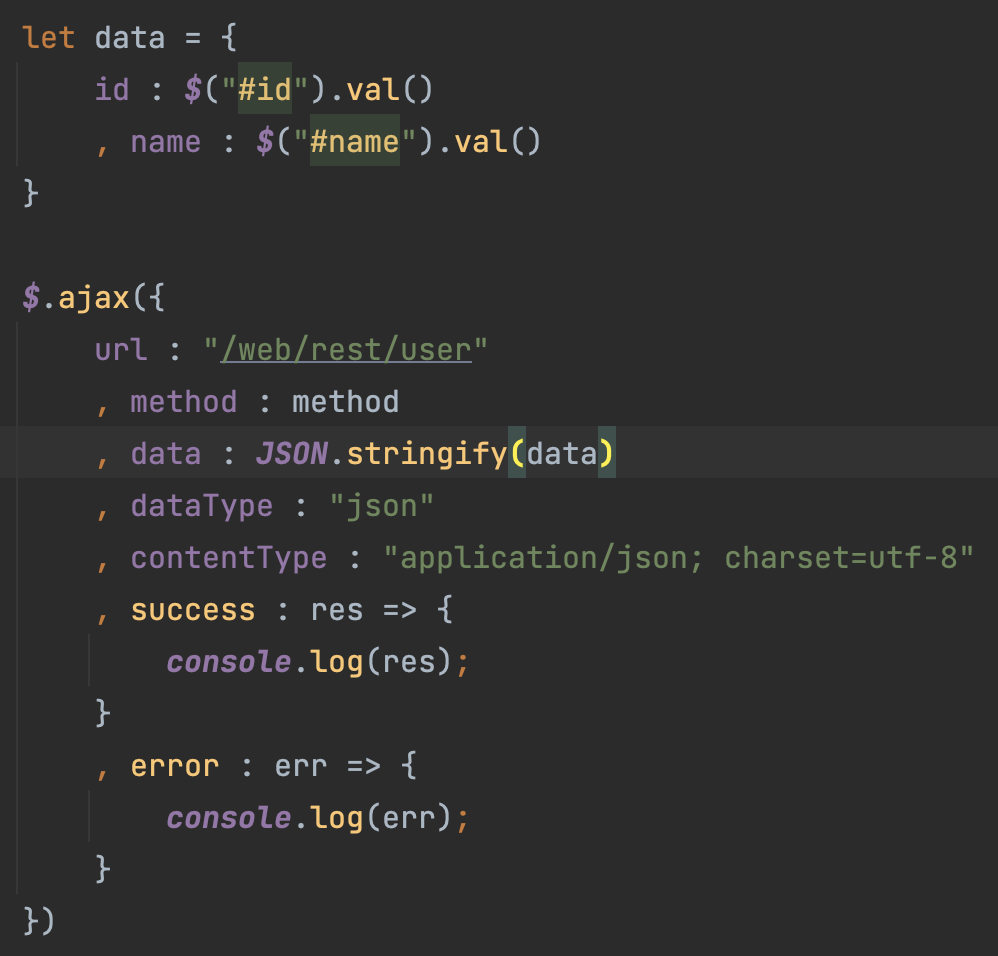 let data = {
    id : $("#id").val()
    , name : $("#name").val()
}

$.ajax({
    url : "/web/rest/user"
    , method : method
    , data : JSON.stringify(data)
    , dataType : "json"
    , contentType : "application/json; charset=utf-8"
    , success : res => {
        console.log(res);
    }
    , error : err => {
        console.log(err);
    }
})